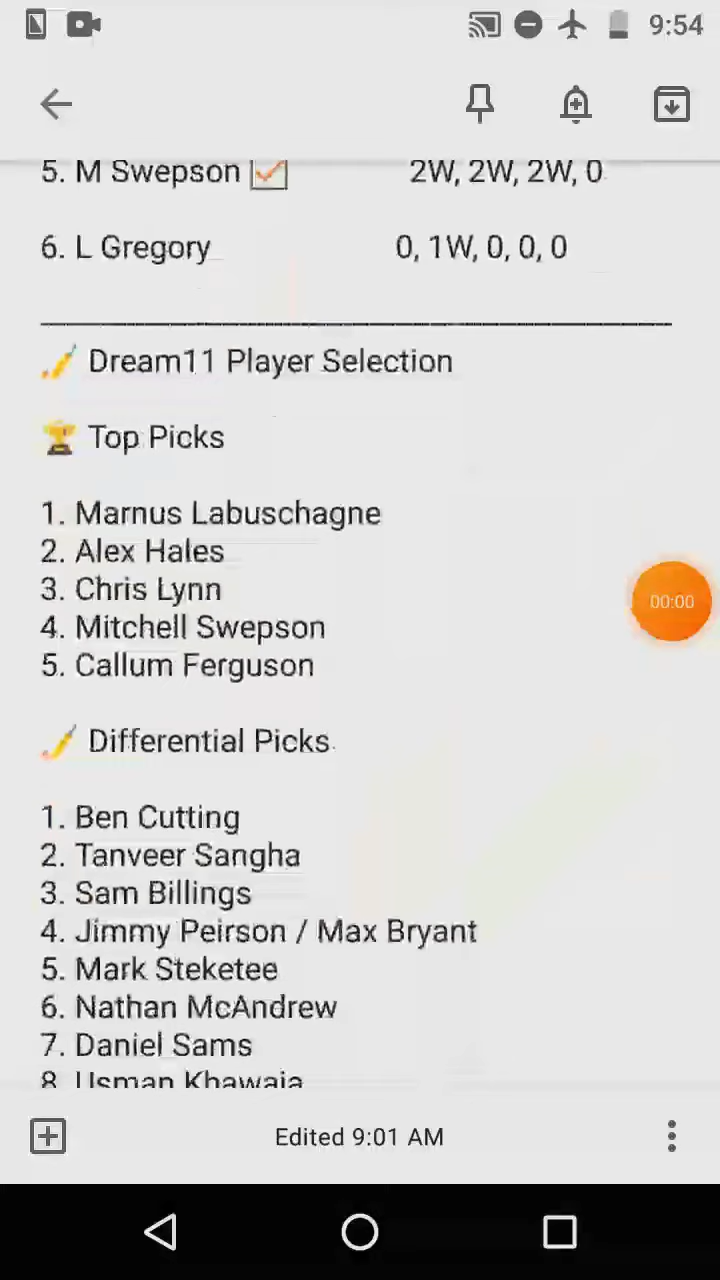 9:54
5. M Swepson 2W, 2W, 2W, 0
6. L Gregory 0, 1W, 0, 0, 0
Dream11 Player Selection
Top Picks
1. Marnus Labuschagne
2. Alex Hales
3. Chris Lynn
4. Mitchell Swepson
5. Callum Ferguson
00:00
Differential Picks
1. Ben Cutting
2. Tanveer Sangha
3. Sam Billings
4. Jimmy Peirson / Max Bryant
5. Mark Steketee
6. Nathan McAndrew
7. Daniel Sams
8. Usman Khawaja
Edited 9:01 AM